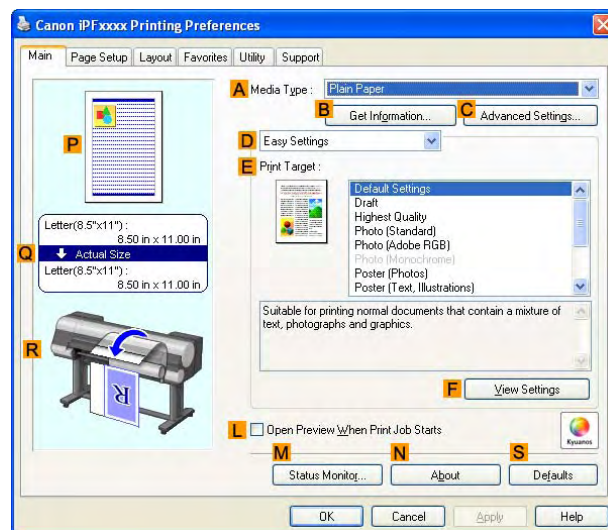 Canon iPFxxxx Printing Preferences
Main Page Setup Layout Favorites Utility Support
A Media Type : Plain Paper
B C
Get Information... Advanced Settings...
D Easy Settings
E Print Target :
P
Default Settings
Draft
Highest Quality
Photo (Standard)
Photo (Adobe RGB)
Photo (Monochrome)
Poster (Photos)
Poster (Text, Illustrations)
Letter(8.5"x11") :
8.50 in x 11.00 in
Q Actual Size
Letter(8.5"x11") :
8.50 in x 11.00 in
Suitable for printing normal documents that contain a mixture of
text, photographs and graphics.
R
R
F View Settings
L Open Preview When Print Job Starts
Kyuanos
M N S
Status Monitor... About Defaults
OK Cancel Apply Help